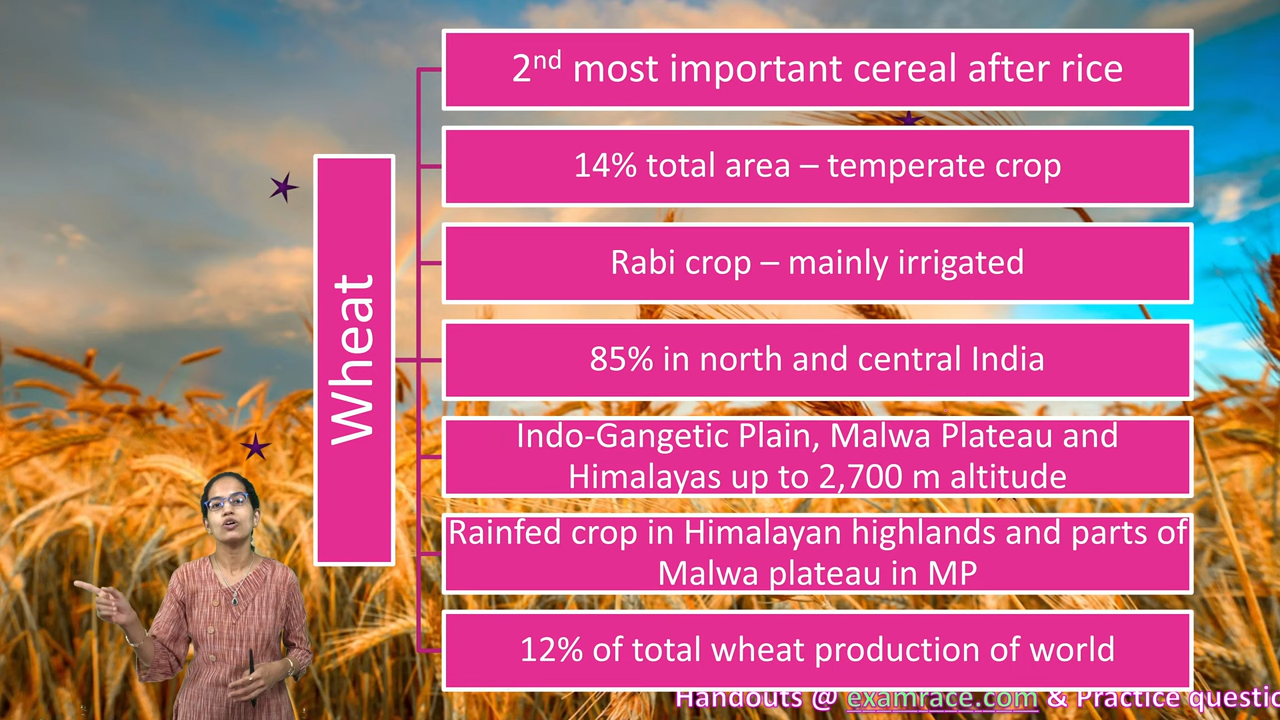 Wheat
2nd most important cereal after rice
14% total area – temperate crop
Rabi crop – mainly irrigated
85% in north and central India
Indo-Gangetic Plain, Malwa Plateau and
Himalayas up to 2,700 m altitude
Rainfed crop in Himalayan highlands and parts of
Malwa plateau in MP
12% of total wheat production of world
Handouts @ examrace.com & Practice